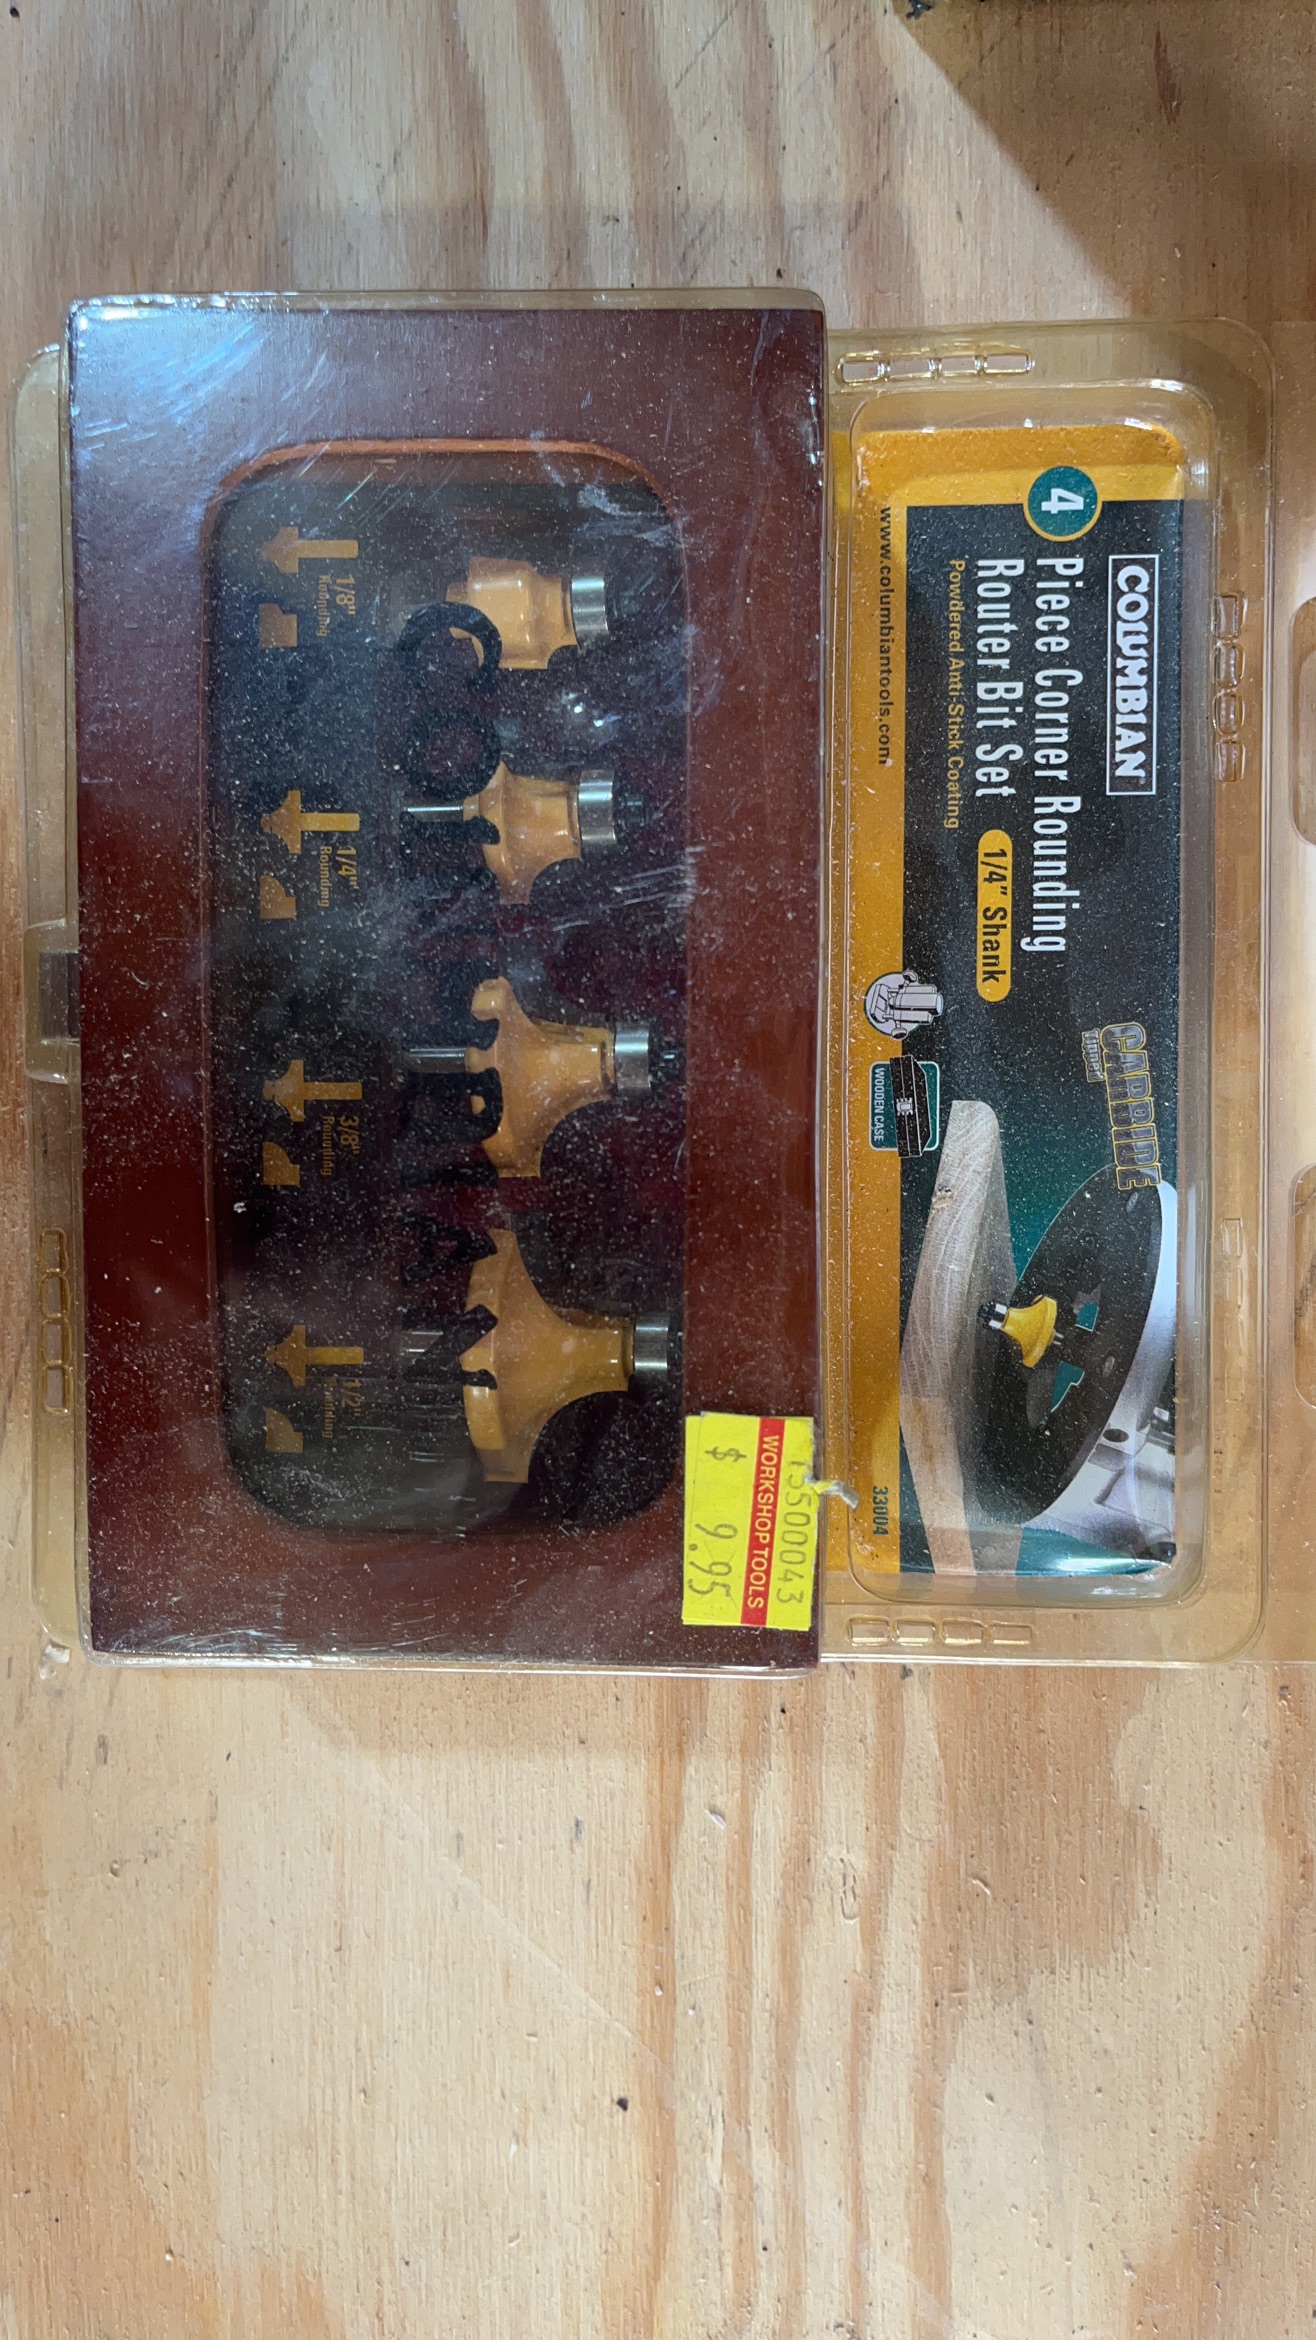 COLUMBIAN
4 Piece Corner Rounding
Router Bit Set 1/4" Shank
Powdered Anti-Stick Coating
www.columbiantools.com
CARBIDE
Tipped
WOODEN CASE
33004
COLUMBIAN
1/8"
Rounding
1/4"
Rounding
3/8"
Rounding
1/2"
Rounding
15500043
WORKSHOP TOOLS
$ 9.95